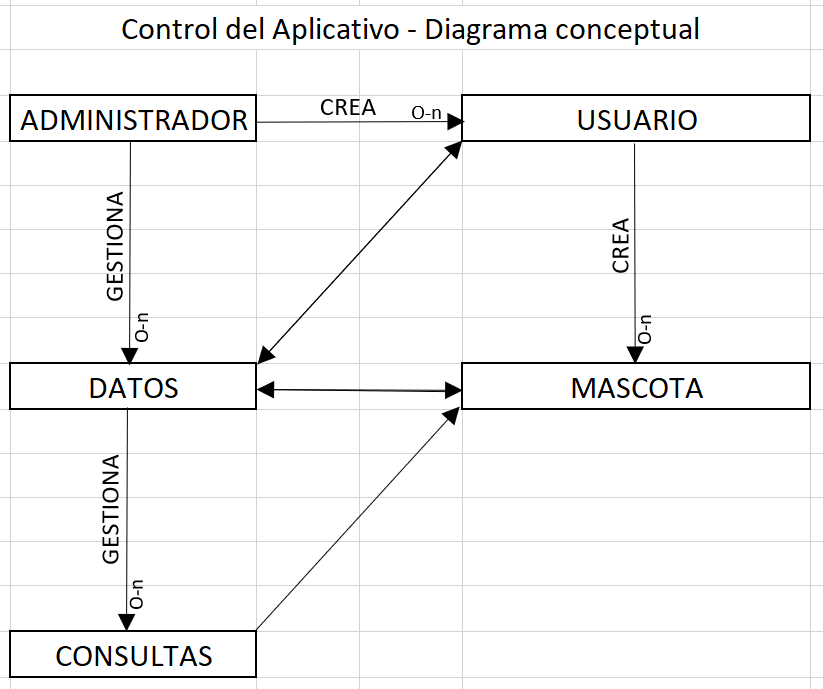 Control del Aplicativo - Diagrama conceptual
ADMINISTRADOR
CREA
O-n
USUARIO
GESTIONA
O-n
CREA
O-n
DATOS
MASCOTA
GESTIONA
O-n
CONSULTAS